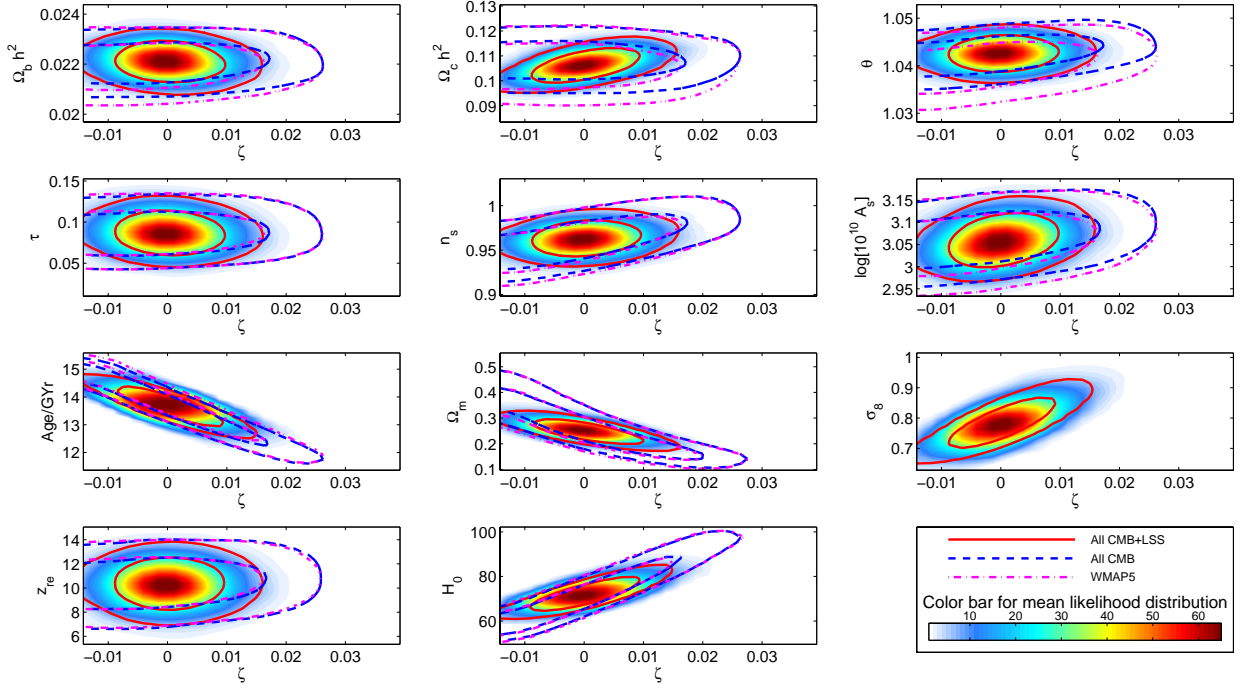 0.024
0.022
0.02
Ω_b h²
−0.01 0 0.01 0.02 0.03
ζ
0.13
0.12
0.11
0.1
0.09
Ω_c h²
−0.01 0 0.01 0.02 0.03
ζ
1.05
1.04
1.03
θ
−0.01 0 0.01 0.02 0.03
ζ
0.15
0.1
0.05
τ
−0.01 0 0.01 0.02 0.03
ζ
1
0.95
0.9
n_s
−0.01 0 0.01 0.02 0.03
ζ
3.15
3.1
3.05
3
2.95
log[10¹⁰ A_s]
−0.01 0 0.01 0.02 0.03
ζ
15
14
13
12
Age/GYr
−0.01 0 0.01 0.02 0.03
ζ
0.5
0.4
0.3
0.2
0.1
Ω_m
−0.01 0 0.01 0.02 0.03
ζ
1
0.9
0.8
0.7
σ_8
−0.01 0 0.01 0.02 0.03
ζ
14
12
10
8
6
z_re
−0.01 0 0.01 0.02 0.03
ζ
100
80
60
H_0
−0.01 0 0.01 0.02 0.03
ζ
All CMB+LSS
All CMB
WMAP5
Color bar for mean likelihood distribution
10 20 30 40 50 60